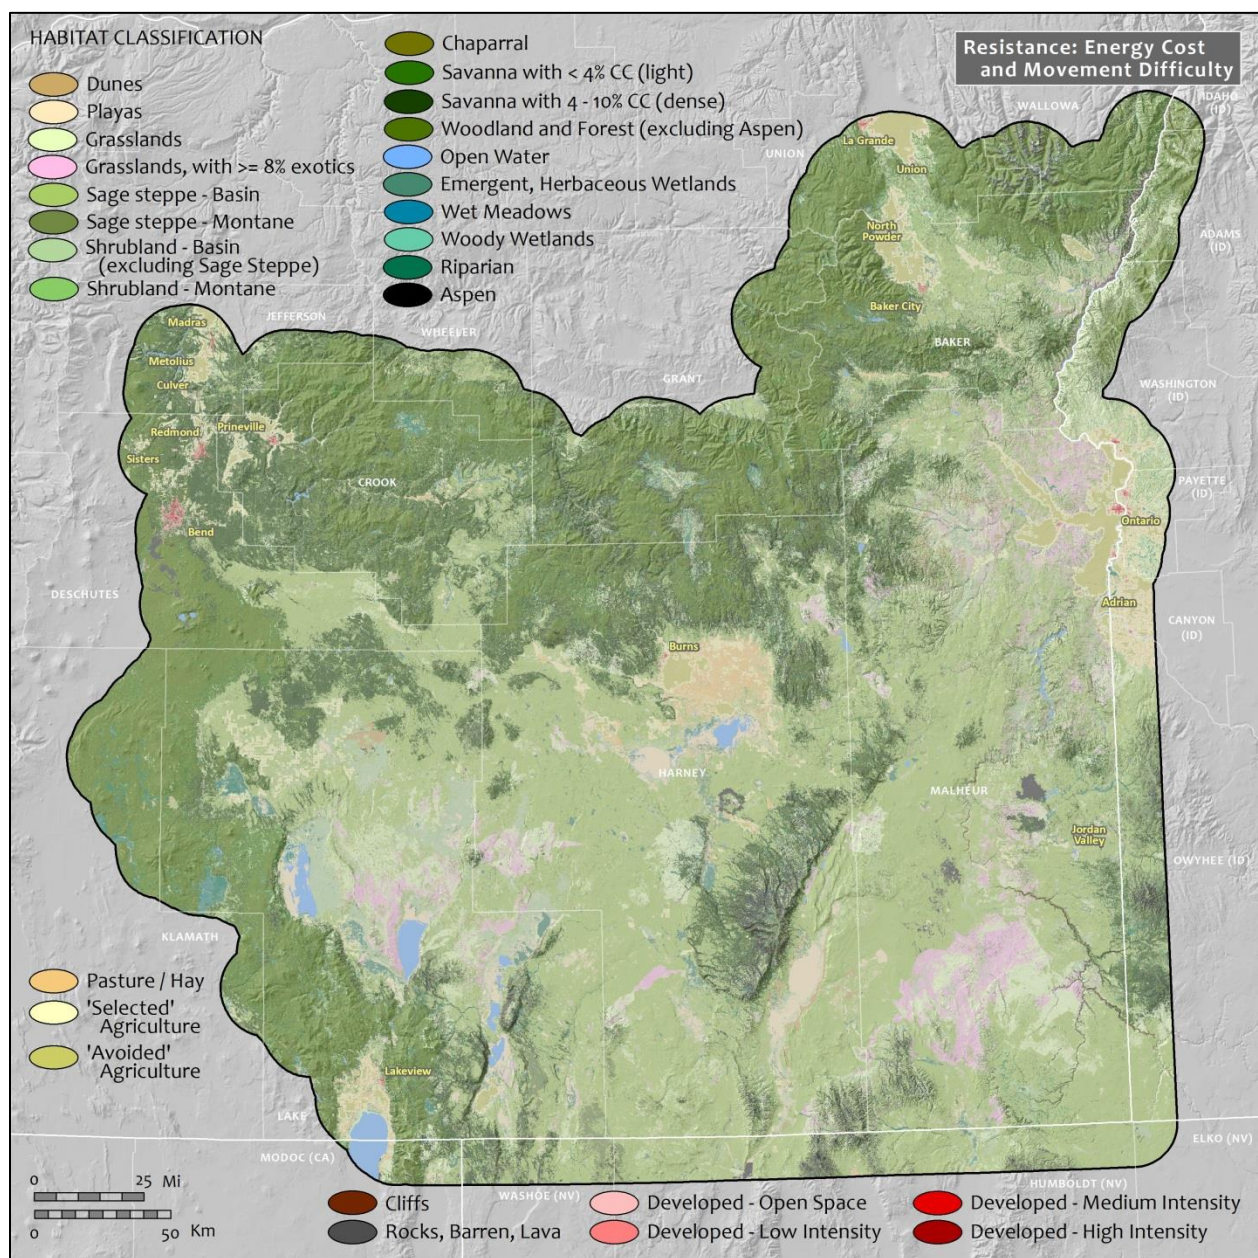 HABITAT CLASSIFICATION
Dunes
Playas
Grasslands
Grasslands, with >= 8% exotics
Sage steppe - Basin
Sage steppe - Montane
Shrubland - Basin
(excluding Sage Steppe)
Shrubland - Montane
Chaparral
Savanna with < 4% CC (light)
Savanna with 4 - 10% CC (dense)
Woodland and Forest (excluding Aspen)
Open Water
Emergent, Herbaceous Wetlands
Wet Meadows
Woody Wetlands
Riparian
Aspen
Resistance: Energy Cost
and Movement Difficulty
IDAHO
(ID)
WALLOWA
UNION
La Grande
Union
North
Powder
ADAMS
(ID)
Baker City
BAKER
JEFFERSON
WHEELER
GRANT
WASHINGTON
(ID)
Madras
Metolius
Culver
Redmond
Prineville
Sisters
CROOK
Bend
PAYETTE
(ID)
Ontario
DESCHUTES
Adrian
CANYON
(ID)
Burns
HARNEY
MALHEUR
Jordan
Valley
OWYHEE (ID)
KLAMATH
Pasture / Hay
'Selected'
Agriculture
'Avoided'
Agriculture
Lakeview
LAKE
MODOC (CA)
WASHOE (NV)
HUMBOLDT (NV)
ELKO (NV)
0 25 Mi
0 50 Km
Cliffs
Rocks, Barren, Lava
Developed - Open Space
Developed - Low Intensity
Developed - Medium Intensity
Developed - High Intensity